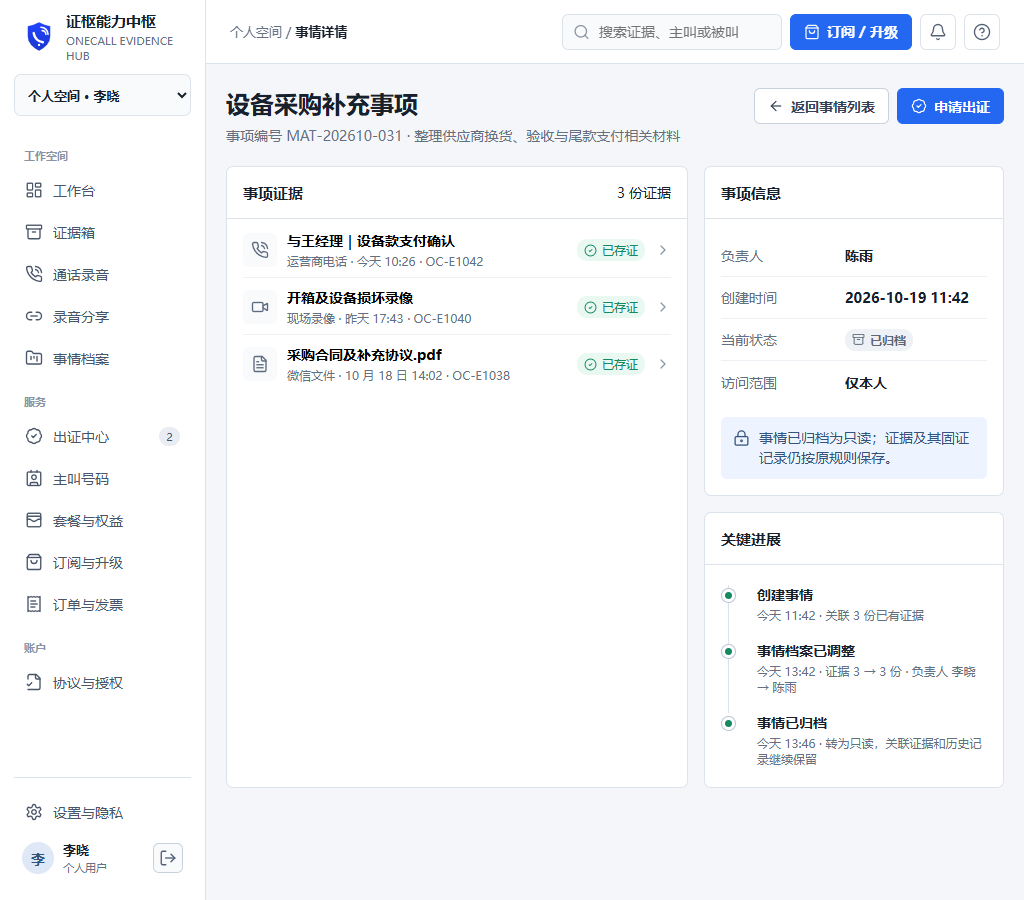 证枢能力中枢
ONECALL EVIDENCE
HUB
个人空间 • 李晓
工作空间
工作台
证据箱
通话录音
录音分享
事情档案
服务
出证中心
2
主叫号码
套餐与权益
订阅与升级
订单与发票
账户
协议与授权
设置与隐私
李
李晓
个人用户
个人空间 / 事情详情
搜索证据、主叫或被叫
订阅 / 升级
设备采购补充事项
事项编号 MAT-202610-031 · 整理供应商换货、验收与尾款支付相关材料
返回事情列表
申请出证
事项证据
3 份证据
与王经理｜设备款支付确认
运营商电话 · 今天 10:26 · OC-E1042
已存证
开箱及设备损坏录像
现场录像 · 昨天 17:43 · OC-E1040
已存证
采购合同及补充协议.pdf
微信文件 · 10 月 18 日 14:02 · OC-E1038
已存证
事项信息
负责人
陈雨
创建时间
2026-10-19 11:42
当前状态
已归档
访问范围
仅本人
事情已归档为只读；证据及其固证
记录仍按原规则保存。
关键进展
创建事情
今天 11:42 · 关联 3 份已有证据
事情档案已调整
今天 13:42 · 证据 3 → 3 份 · 负责人 李晓
→ 陈雨
事情已归档
今天 13:46 · 转为只读，关联证据和历史记
录继续保留